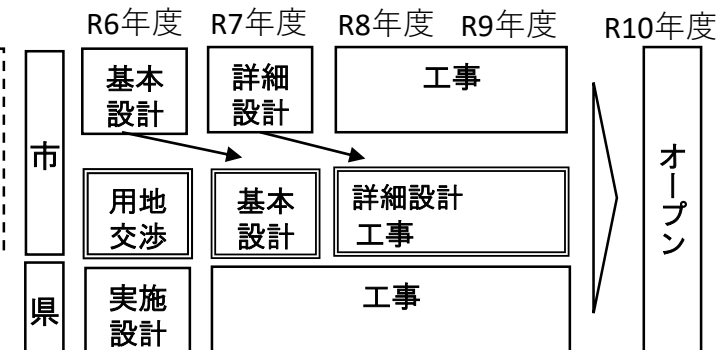 R6年度 R7年度 R8年度 R9年度 R10年度
市
基本
設計
詳細
設計
工事
用地
交渉
基本
設計
詳細設計
工事
県
実施
設計
工事
オープン